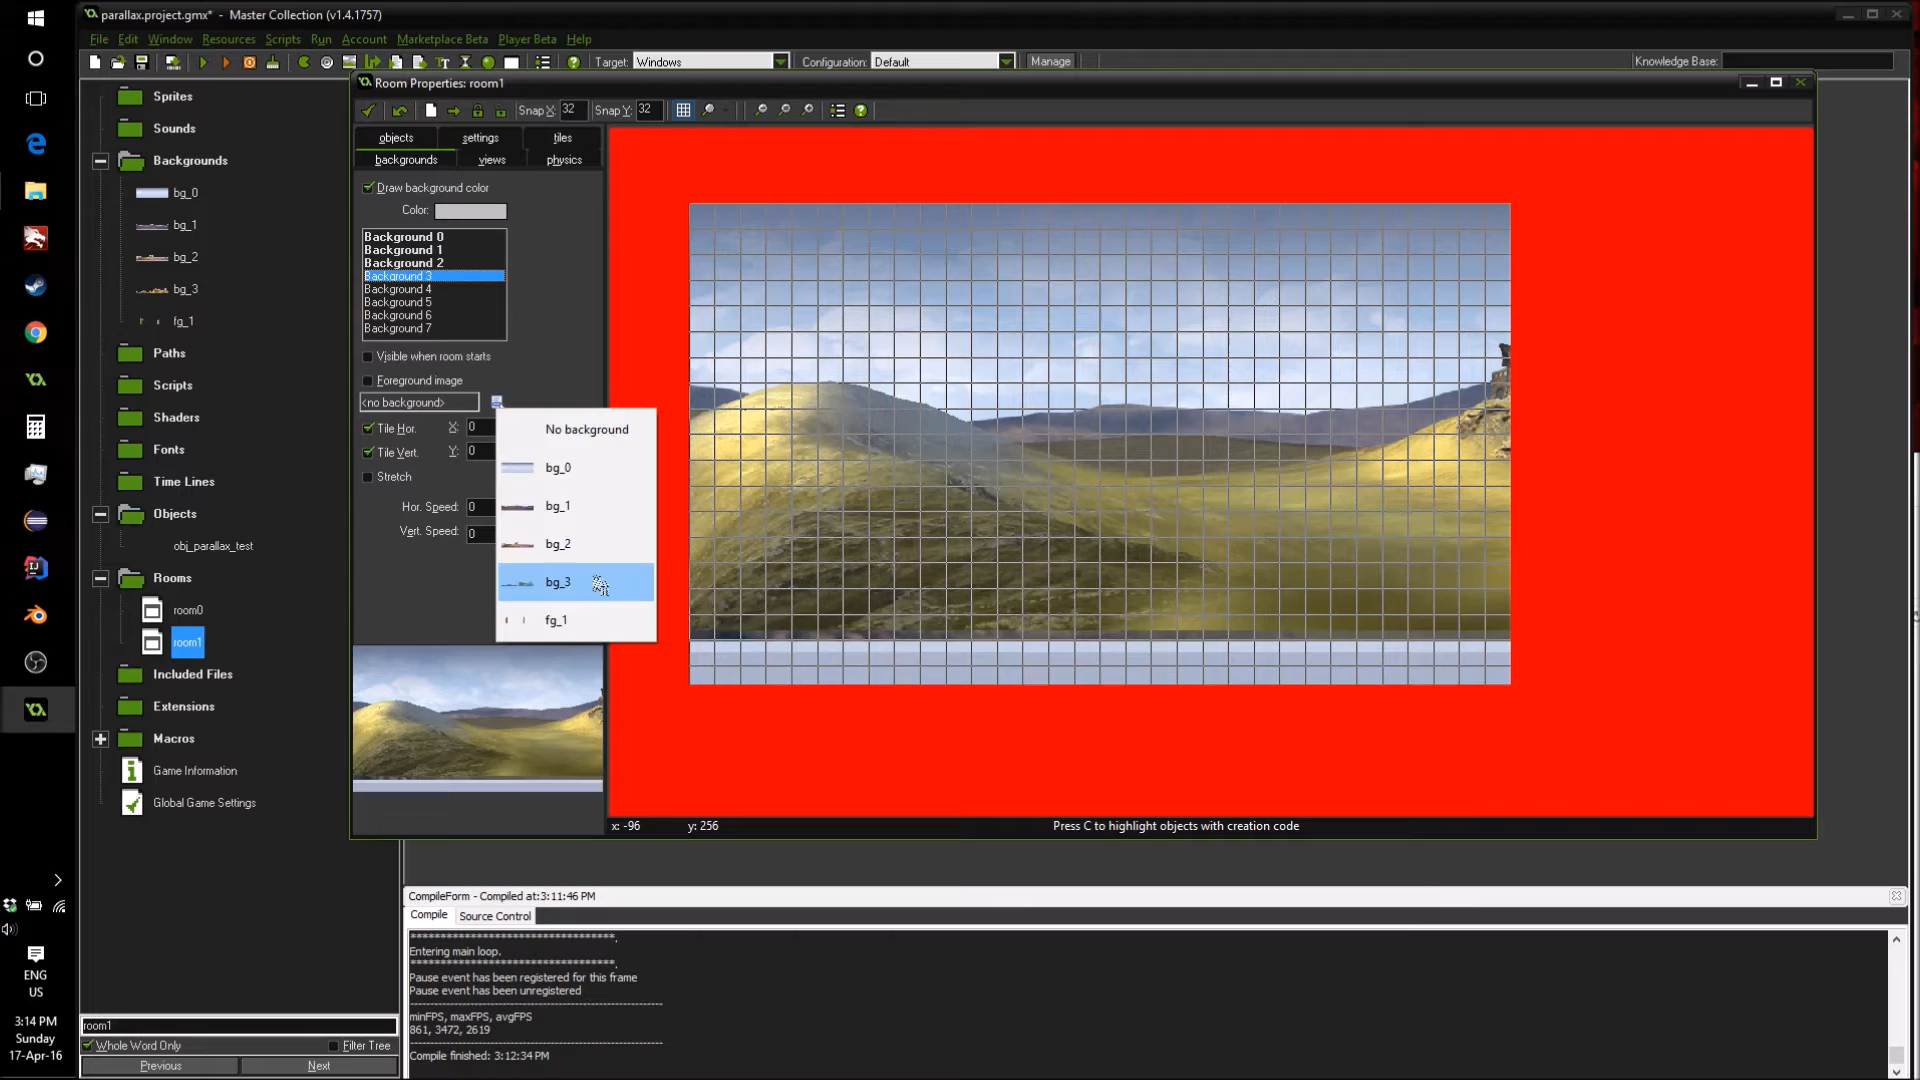 parallax.project.gmx* - Master Collection (v1.4.1757)
File Edit Window Resources Scripts Run Account Marketplace Beta Player Beta Help
Target: Windows Configuration: Default Manage Knowledge Base:
Sprites
Sounds
Backgrounds
bg_0
bg_1
bg_2
bg_3
fg_1
Paths
Scripts
Shaders
Fonts
Time Lines
Objects
obj_parallax_test
Rooms
room0
room1
Included Files
Extensions
Macros
Game Information
Global Game Settings
room1
Whole Word Only Filter Tree
Previous Next
Room Properties: room1
Snap X: 32 Snap Y: 32
objects settings tiles
backgrounds views physics
Draw background color
Color:
Background 0
Background 1
Background 2
Background 3
Background 4
Background 5
Background 6
Background 7
Visible when room starts
Foreground image
<no background>
Tile Hor. X: 0
Tile Vert. Y: 0
Stretch
Hor. Speed: 0
Vert. Speed: 0
No background
bg_0
bg_1
bg_2
bg_3
fg_1
x: -96 y: 256 Press C to highlight objects with creation code
CompileForm - Compiled at:3:11:46 PM
Compile Source Control
***********************************.
Entering main loop.
***********************************.
Pause event has been registered for this frame
Pause event has been unregistered
minFPS, maxFPS, avgFPS
861, 3472, 2619
Compile finished: 3:12:34 PM
ENG
US
3:14 PM
Sunday
17-Apr-16